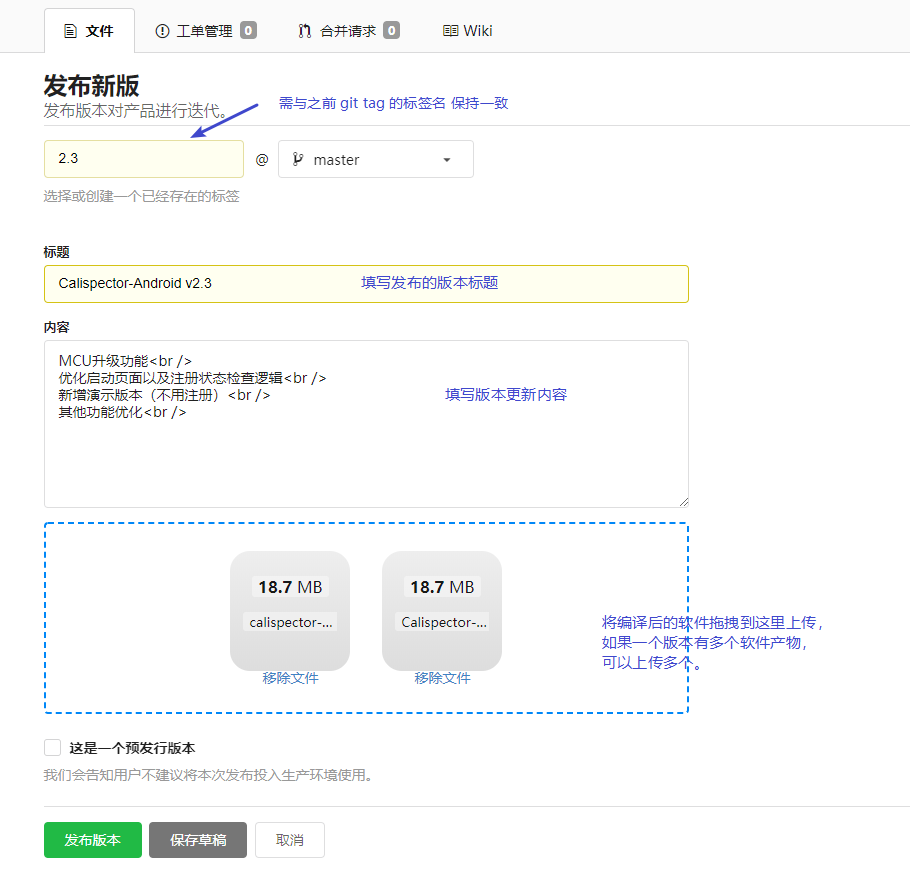 文件 工单管理 0 合并请求 0 Wiki
发布新版
发布版本对产品进行迭代。
需与之前 git tag 的标签名 保持一致
2.3 @ master
选择或创建一个已经存在的标签
标题
Calispector-Android v2.3 填写发布的版本标题
内容
MCU升级功能<br />
优化启动页面以及注册状态检查逻辑<br />
新增演示版本（不用注册）<br />
填写版本更新内容
其他功能优化<br />
18.7 MB 18.7 MB
calispector-... Calispector-...
移除文件 移除文件
将编译后的软件拖拽到这里上传，
如果一个版本有多个软件产物，
可以上传多个。
这是一个预发行版本
我们会告知用户不建议将本次发布投入生产环境使用。
发布版本 保存草稿 取消